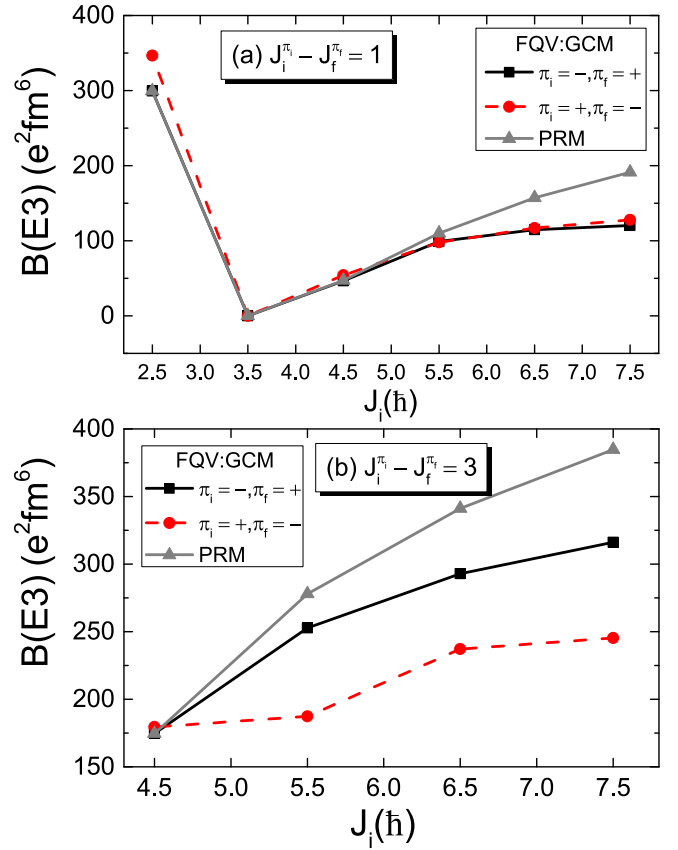 (a) J_i^{π_i} – J_f^{π_f} = 1
FQV:GCM
π_i = –, π_f = +
π_i = +, π_f = –
PRM
B(E3) (e²fm⁶)
400
300
200
100
0
2.5 3.0 3.5 4.0 4.5 5.0 5.5 6.0 6.5 7.0 7.5
J_i(ħ)
(b) J_i^{π_i} – J_f^{π_f} = 3
FQV:GCM
π_i = –, π_f = +
π_i = +, π_f = –
PRM
B(E3) (e²fm⁶)
400
350
300
250
200
150
4.5 5.0 5.5 6.0 6.5 7.0 7.5
J_i(ħ)